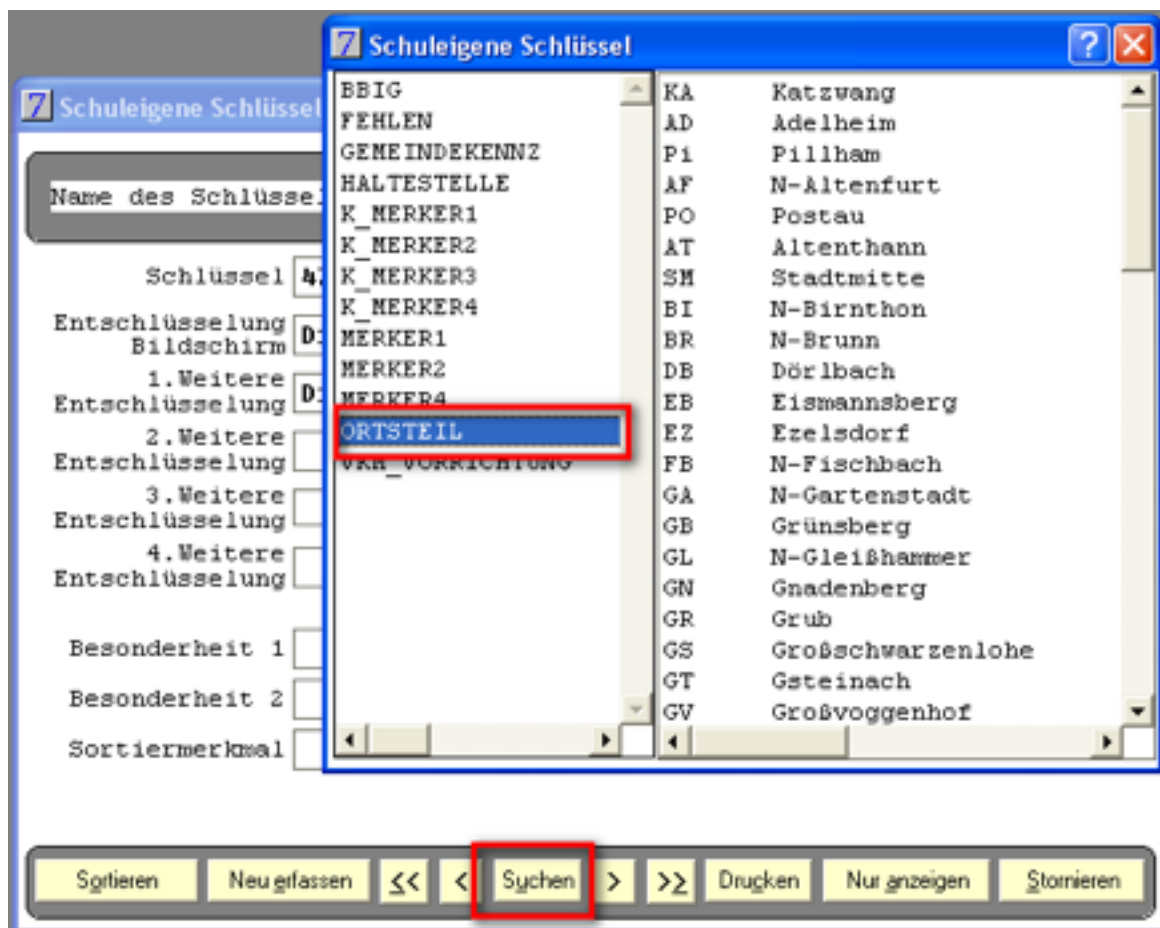 Schuleigene Schlüssel
BBIG
FEHLEN
GEMEINDEKENNZ
HALTESTELLE
K_MERKER1
K_MERKER2
K_MERKER3
K_MERKER4
MERKER1
MERKER2
MERKER4
ORTSTEIL
VKM_VORRICHTUNG
KA Katzwang
AD Adelheim
Pi Pillham
AF N-Altenfurt
PO Postau
AT Altenthann
SM Stadtmitte
BI N-Birnthon
BR N-Brunn
DB Dörlbach
EB Eismannsberg
EZ Ezelsdorf
FB N-Fischbach
GA N-Gartenstadt
GB Grünsberg
GL N-Gleißhammer
GN Gnadenberg
GR Grub
GS Großschwarzenlohe
GT Gsteinach
GV Großvoggenhof
Schuleigene Schlüssel
Name des Schlüssel
Schlüssel
Entschlüsselung
Bildschirm
1.Weitere
Entschlüsselung
2.Weitere
Entschlüsselung
3.Weitere
Entschlüsselung
4.Weitere
Entschlüsselung
Besonderheit 1
Besonderheit 2
Sortiermerkmal
Sortieren Neu erfassen << < Suchen > >> Drucken Nur anzeigen Stornieren